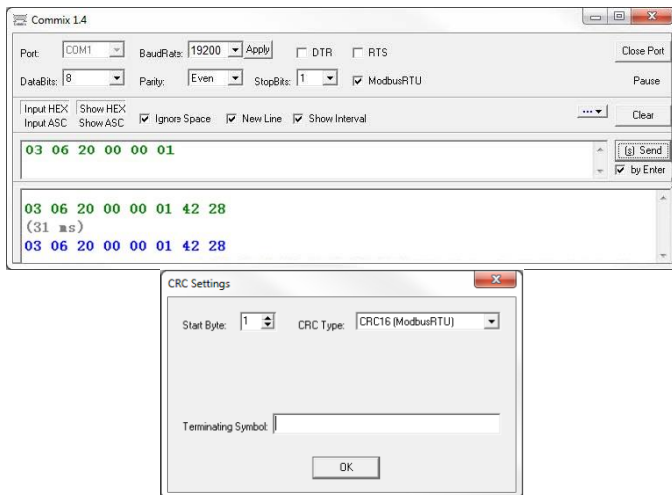 Commix 1.4
Port: COM1 BaudRate: 19200 Apply DTR RTS Close Port
DataBits: 8 Parity: Even StopBits: 1 ModbusRTU Pause
Input HEX Show HEX
Input ASC Show ASC Ignore Space New Line Show Interval ... Clear
03 06 20 00 00 01 (s) Send
by Enter
03 06 20 00 00 01 42 28
(31 ms)
03 06 20 00 00 01 42 28
CRC Settings
Start Byte: 1 CRC Type: CRC16 (ModbusRTU)
Terminating Symbol:
OK